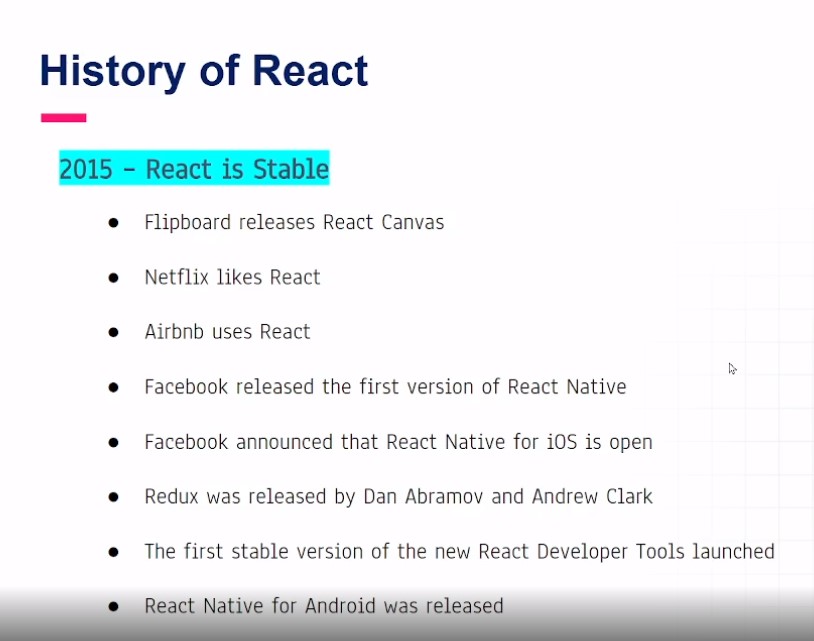 History of React
2015 – React is Stable
● Flipboard releases React Canvas
● Netflix likes React
● Airbnb uses React
● Facebook released the first version of React Native
● Facebook announced that React Native for iOS is open
● Redux was released by Dan Abramov and Andrew Clark
● The first stable version of the new React Developer Tools launched
● React Native for Android was released